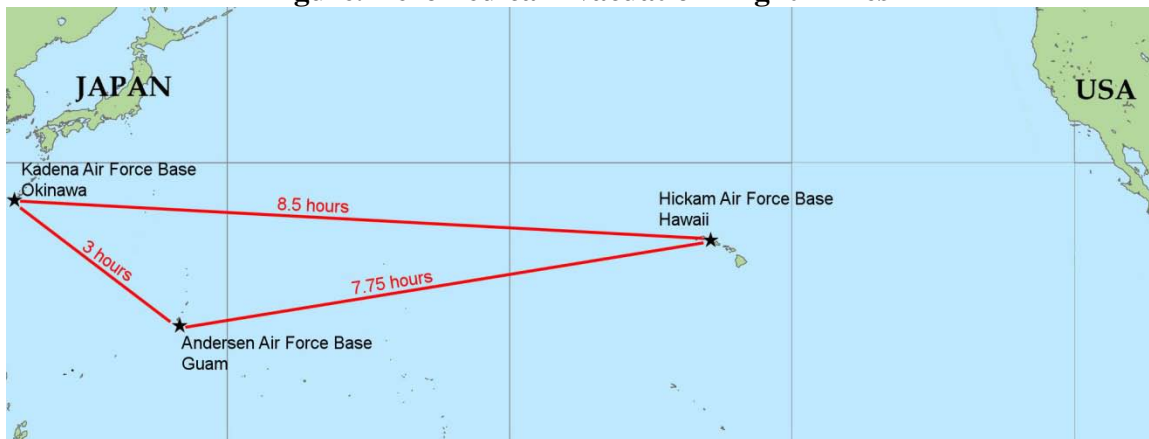 JAPAN
USA
Kadena Air Force Base
Okinawa
8.5 hours
Hickam Air Force Base
Hawaii
3 hours
7.75 hours
Andersen Air Force Base
Guam